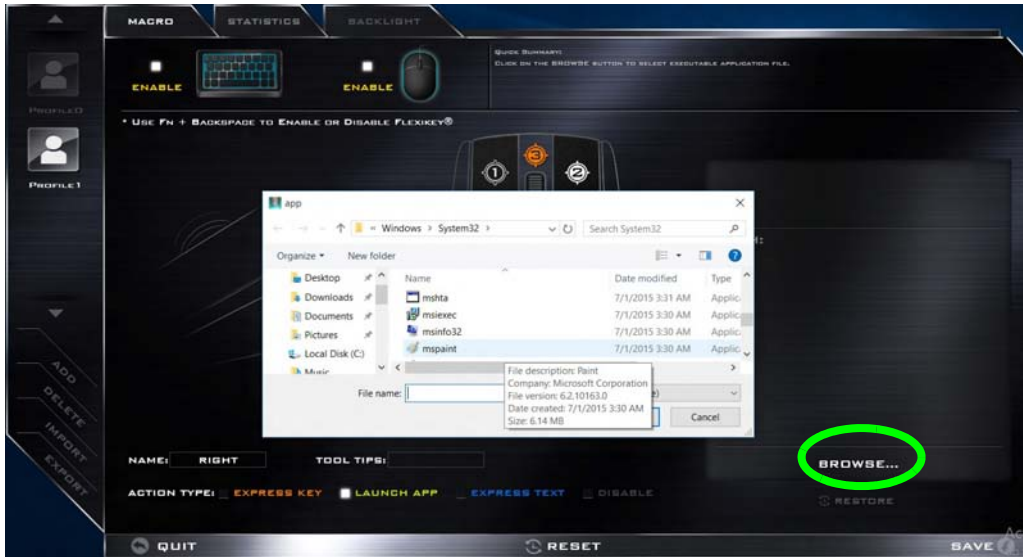 MACRO STATISTICS BACKLIGHT
QUICK SUMMARY:
CLICK ON THE BROWSE BUTTON TO SELECT EXECUTABLE APPLICATION FILE.
ENABLE ENABLE
PROFILE0
* USE FN + BACKSPACE TO ENABLE OR DISABLE FLEXIKEY®
PROFILE1
1 3 2
app
« Windows > System32 > Search System32
Organize New folder
Desktop Name Date modified Type
Downloads mshta 7/1/2015 3:31 AM Applic
Documents msiexec 7/1/2015 3:30 AM Applic
Pictures msinfo32 7/1/2015 3:30 AM Applic
Local Disk (C:) mspaint 7/1/2015 3:30 AM Applic
Music
File name:
File description: Paint
Company: Microsoft Corporation
File version: 6.2.10163.0
Date created: 7/1/2015 3:30 AM
Size: 6.14 MB
Cancel
ADD
DELETE
IMPORT
EXPORT
NAME: RIGHT TOOL TIPS: BROWSE...
ACTION TYPE: EXPRESS KEY LAUNCH APP EXPRESS TEXT DISABLE RESTORE
QUIT RESET SAVE